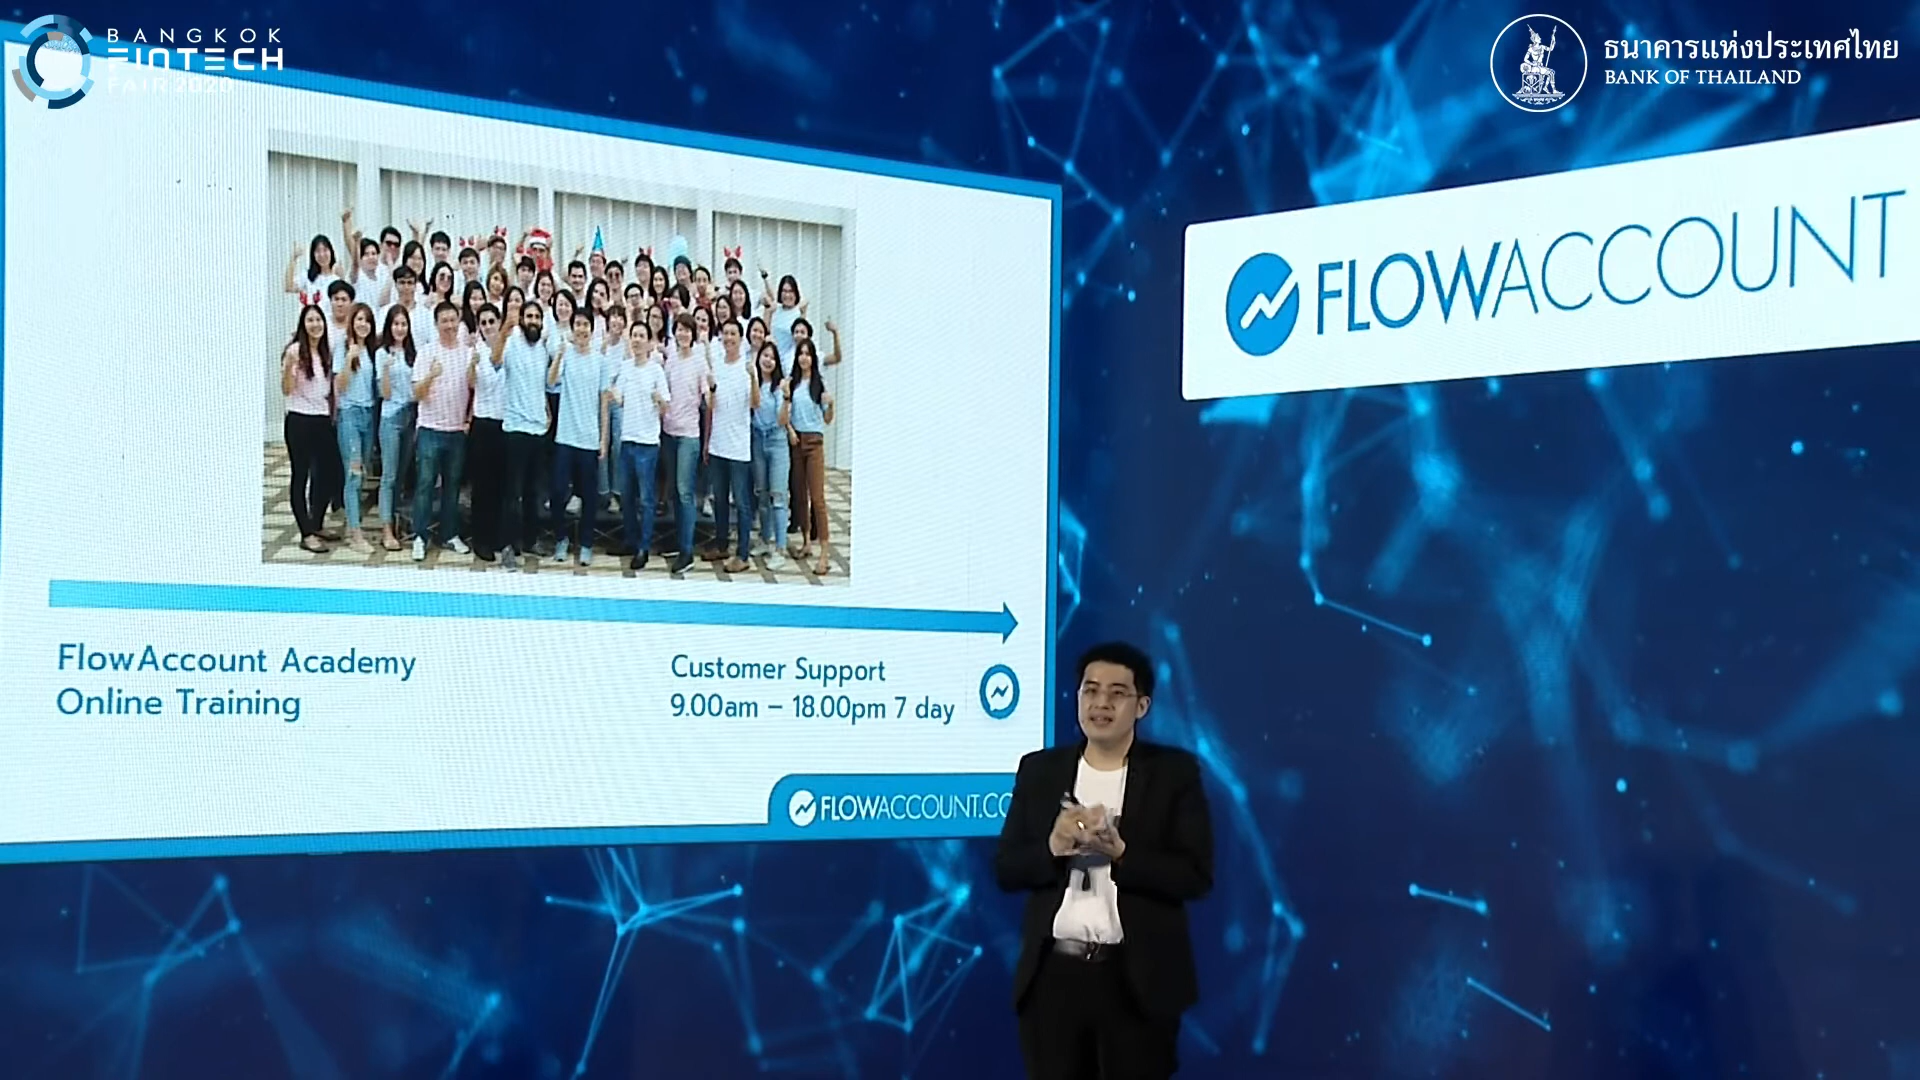 BANGKOK
FINTECH
FAIR 2020
ธนาคารแห่งประเทศไทย
BANK OF THAILAND
FLOWACCOUNT
FlowAccount Academy
Online Training
Customer Support
9.00am – 18.00pm 7 day
FLOWACCOUNT.CO